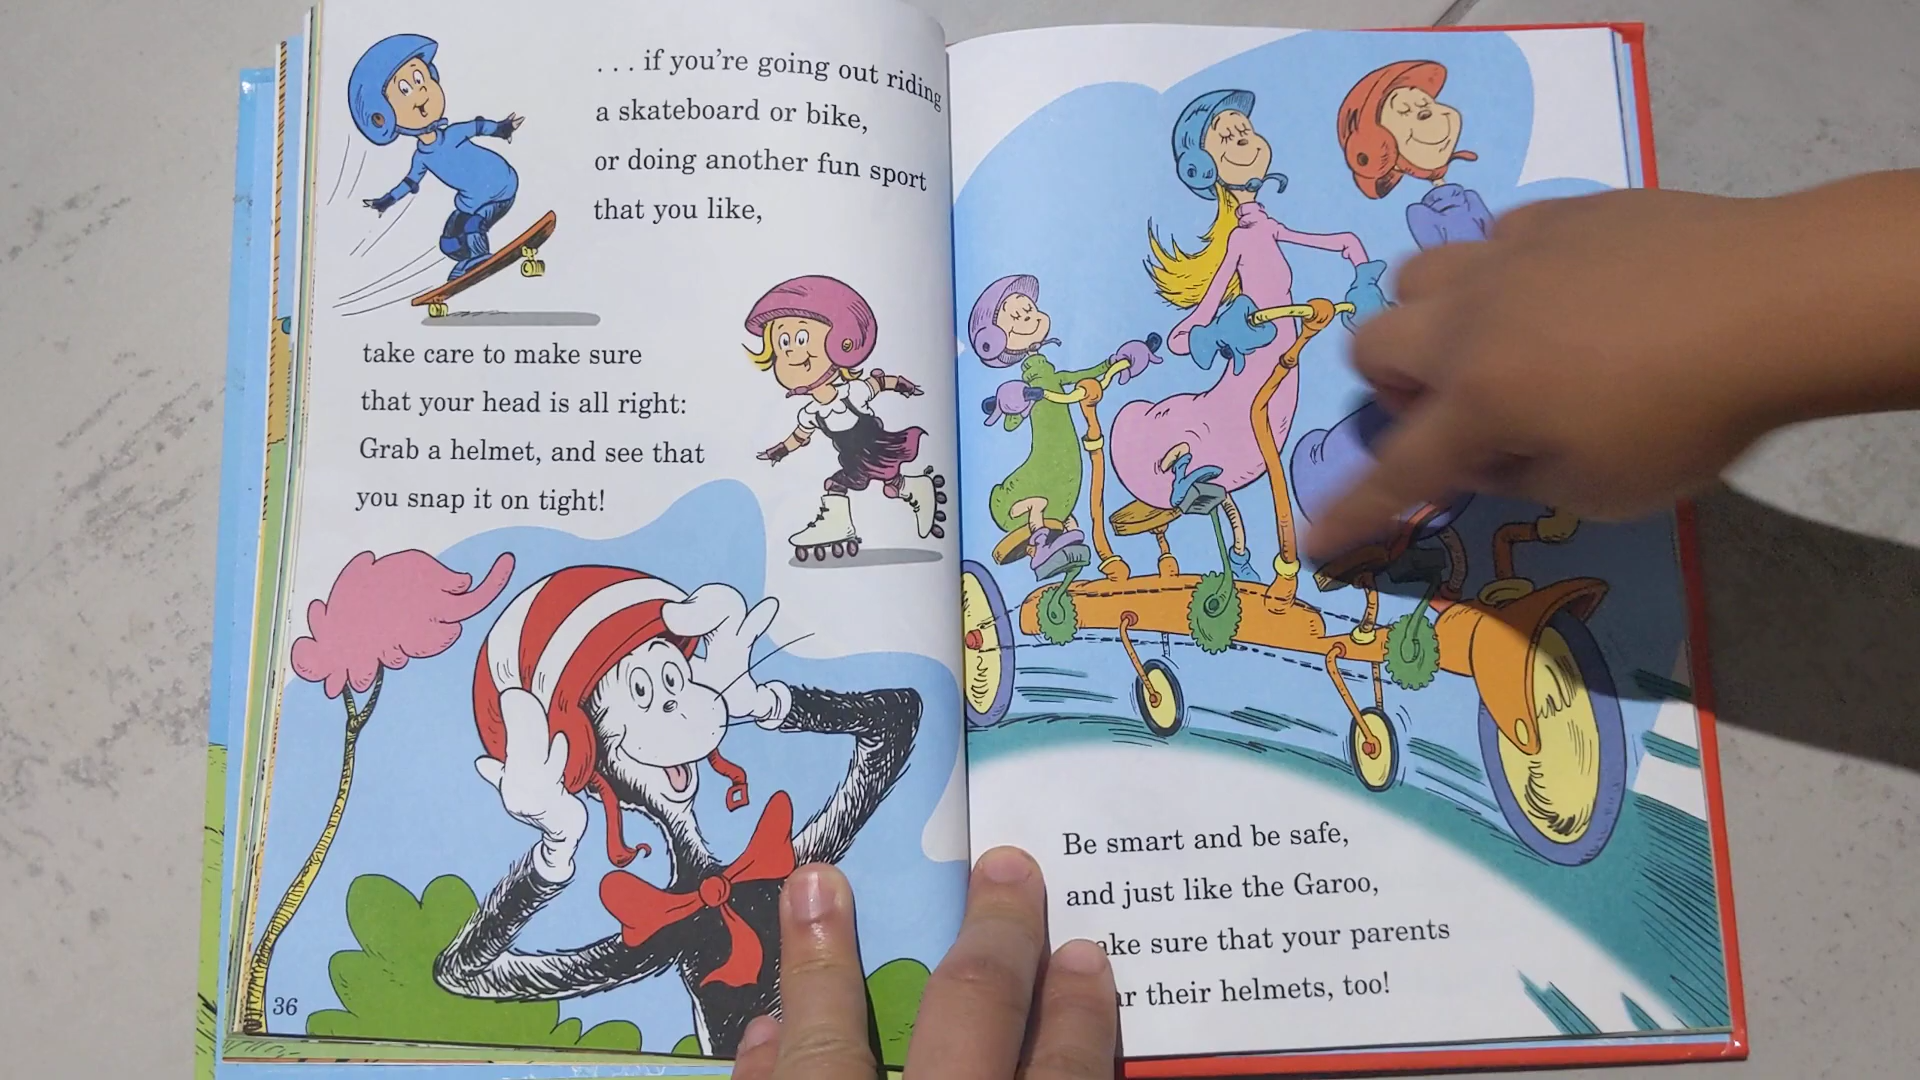 . . . if you're going out riding
a skateboard or bike,
or doing another fun sport
that you like,
take care to make sure
that your head is all right:
Grab a helmet, and see that
you snap it on tight!
36
Be smart and be safe,
and just like the Garoo,
sure that your parents
their helmets, too!